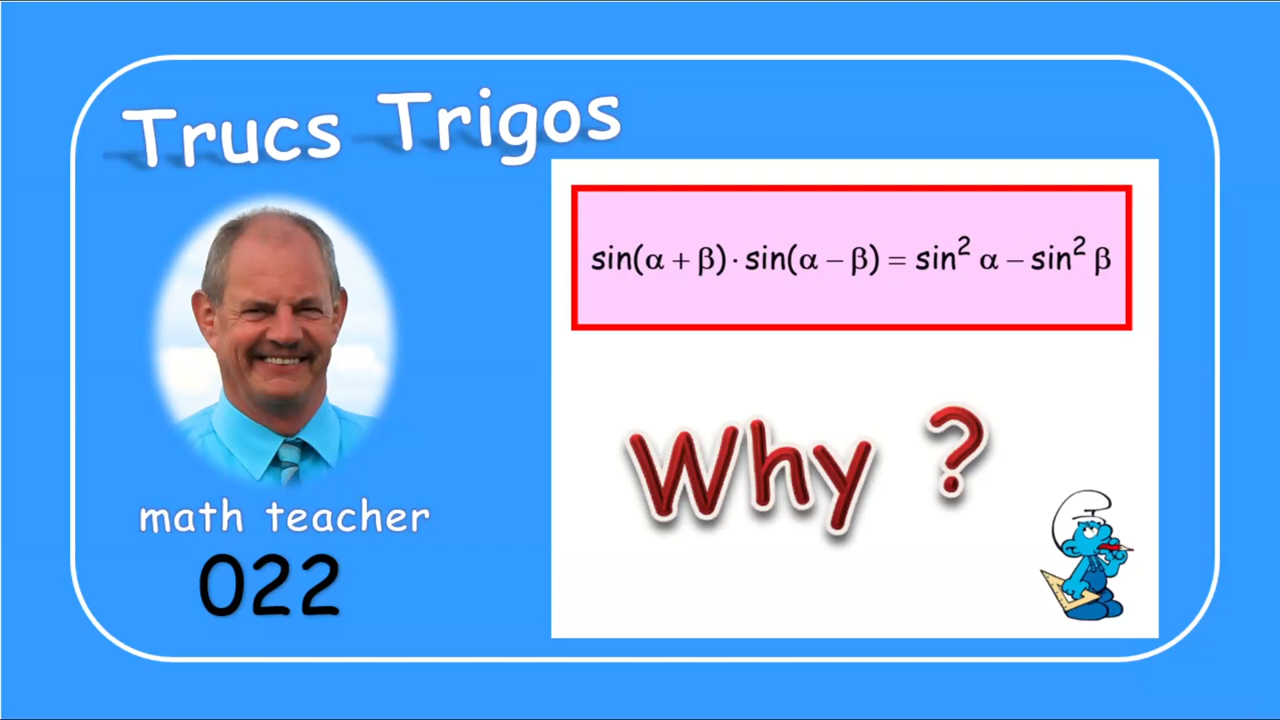 Trucs Trigos
sin(α + β) · sin(α − β) = sin² α − sin² β
Why ?
math teacher
022